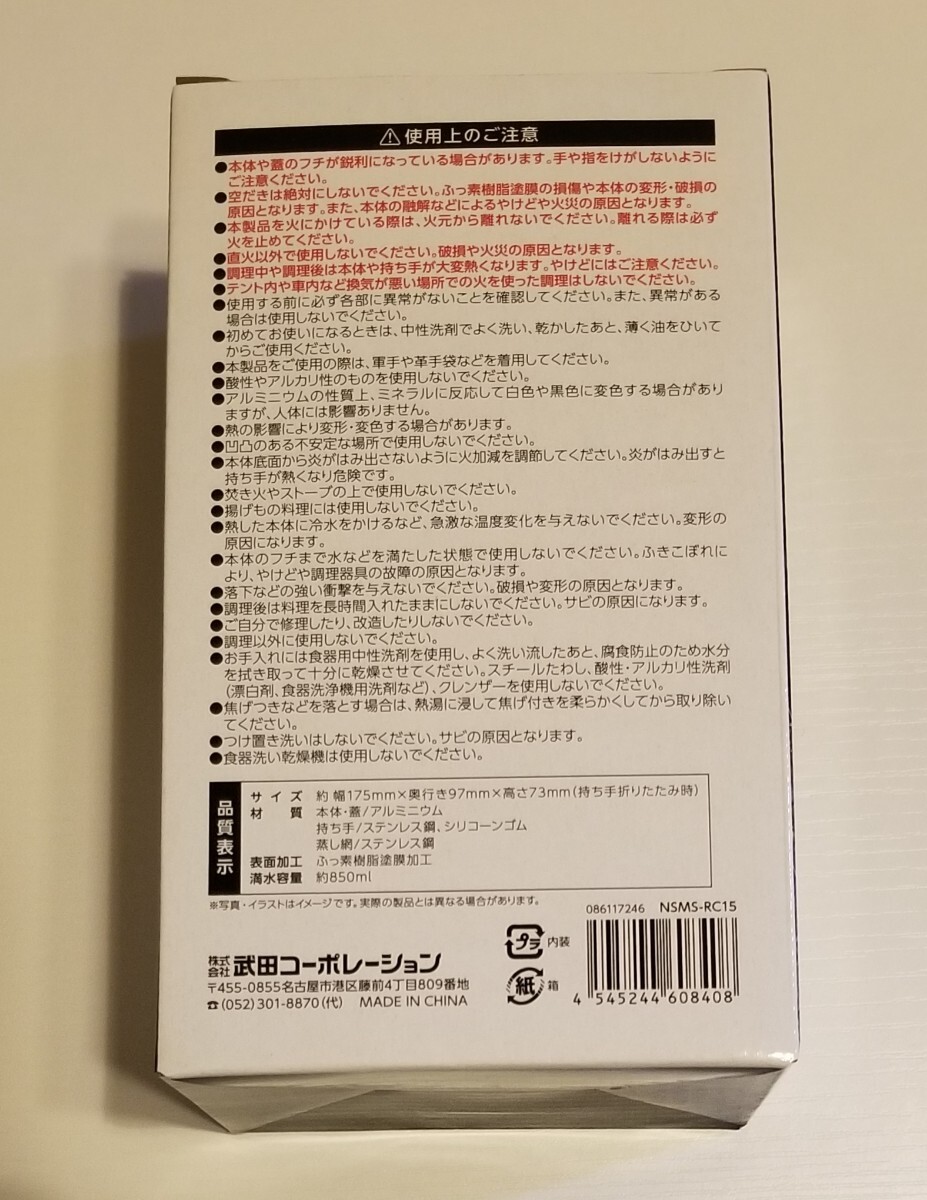 ⚠使用上のご注意
●本体や蓋のフチが鋭利になっている場合があります。手や指をけがしないように
ご注意ください。
●空だきは絶対にしないでください。ふっ素樹脂塗膜の損傷や本体の変形・破損の
原因となります。また、本体の融解などによるやけどや火災の原因となります。
●本製品を火にかけている際は、火元から離れないでください。離れる際は必ず
火を止めてください。
●直火以外で使用しないでください。破損や火災の原因となります。
●調理中や調理後は本体や持ち手が大変熱くなります。やけどにはご注意ください。
●テント内や車内など換気が悪い場所での火を使った調理はしないでください。
●使用する前に必ず各部に異常がないことを確認してください。また、異常がある
場合は使用しないでください。
●初めてお使いになるときは、中性洗剤でよく洗い、乾かしたあと、薄く油をひいて
からご使用ください。
●本製品をご使用の際は、軍手や革手袋などを着用してください。
●酸性やアルカリ性のものを使用しないでください。
●アルミニウムの性質上、ミネラルに反応して白色や黒色に変色する場合があり
ますが、人体には影響ありません。
●熱の影響により変形・変色する場合があります。
●凹凸のある不安定な場所で使用しないでください。
●本体底面から炎がはみ出さないように火加減を調節してください。炎がはみ出すと
持ち手が熱くなり危険です。
●焚き火やストーブの上で使用しないでください。
●揚げもの料理には使用しないでください。
●熱した本体に冷水をかけるなど、急激な温度変化を与えないでください。変形の
原因になります。
●本体のフチまで水などを満たした状態で使用しないでください。ふきこぼれに
より、やけどや調理器具の故障の原因となります。
●落下などの強い衝撃を与えないでください。破損や変形の原因となります。
●調理後は料理を長時間入れたままにしないでください。サビの原因になります。
●ご自分で修理したり、改造したりしないでください。
●調理以外に使用しないでください。
●お手入れには食器用中性洗剤を使用し、よく洗い流したあと、腐食防止のため水分
を拭き取って十分に乾燥させてください。スチールたわし、酸性・アルカリ性洗剤
(漂白剤、食器洗浄機用洗剤など)、クレンザーを使用しないでください。
●焦げつきなどを落とす場合は、熱湯に浸して焦げ付きを柔らかくしてから取り除い
てください。
●つけ置き洗いはしないでください。サビの原因となります。
●食器洗い乾燥機は使用しないでください。
品質表示
サイズ 約 幅175mm×奥行き97mm×高さ73mm(持ち手折りたたみ時)
材質 本体・蓋/アルミニウム
持ち手/ステンレス鋼、シリコーンゴム
蒸し網/ステンレス鋼
表面加工 ふっ素樹脂塗膜加工
満水容量 約850ml
※写真・イラストはイメージです。実際の製品とは異なる場合があります。
086117246 NSMS-RC15
プラ 内装
紙 箱
4 545244 608408
株式会社 武田コーポレーション
〒455-0855名古屋市港区藤前4丁目809番地
☎(052)301-8870(代) MADE IN CHINA